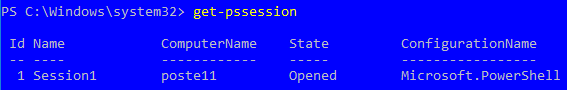 PS C:\Windows\system32> get-pssession
Id Name ComputerName State ConfigurationName
-- ---- ------------ ----- -----------------
1 Session1 poste11 Opened Microsoft.PowerShell